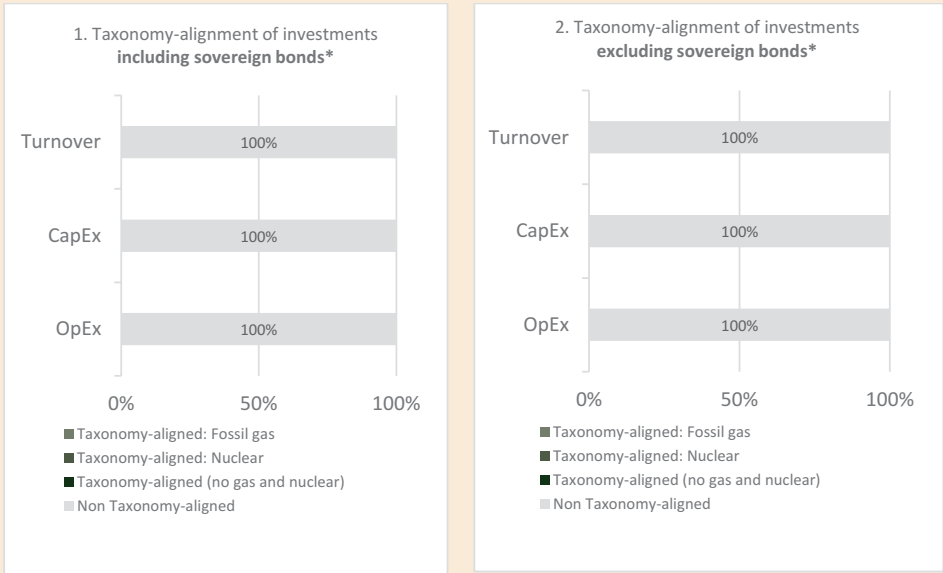 1. Taxonomy-alignment of investments
including sovereign bonds*
Turnover
100%
CapEx
100%
OpEx
100%
0% 50% 100%
Taxonomy-aligned: Fossil gas
Taxonomy-aligned: Nuclear
Taxonomy-aligned (no gas and nuclear)
Non Taxonomy-aligned
2. Taxonomy-alignment of investments
excluding sovereign bonds*
Turnover
100%
CapEx
100%
OpEx
100%
0% 50% 100%
Taxonomy-aligned: Fossil gas
Taxonomy-aligned: Nuclear
Taxonomy-aligned (no gas and nuclear)
Non Taxonomy-aligned